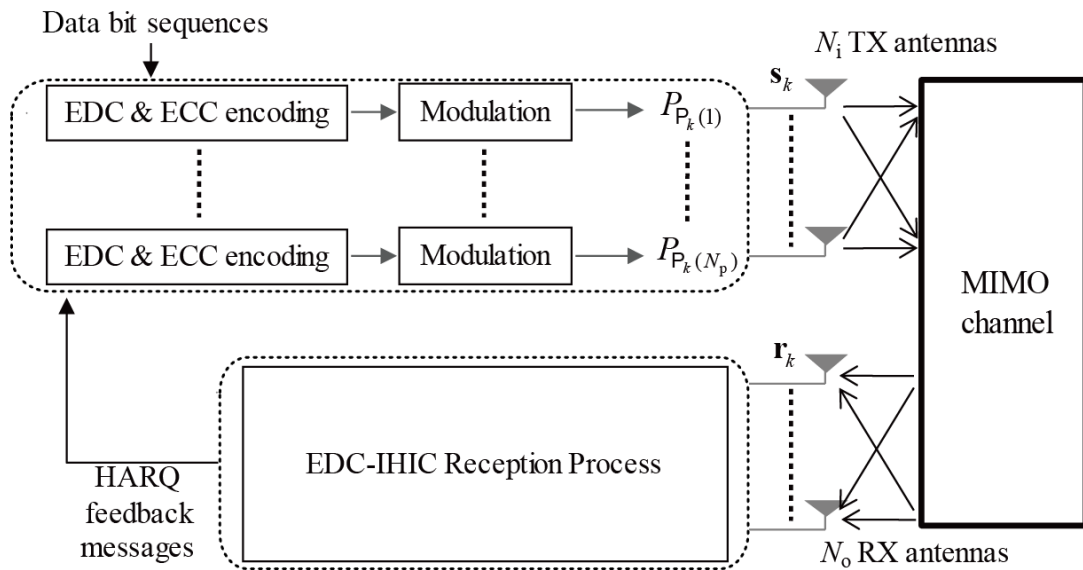 Data bit sequences
N_i TX antennas
s_k
EDC & ECC encoding
Modulation
P_{P_k(1)}
EDC & ECC encoding
Modulation
P_{P_k(N_p)}
MIMO
channel
r_k
EDC-IHIC Reception Process
HARQ
feedback
messages
N_o RX antennas